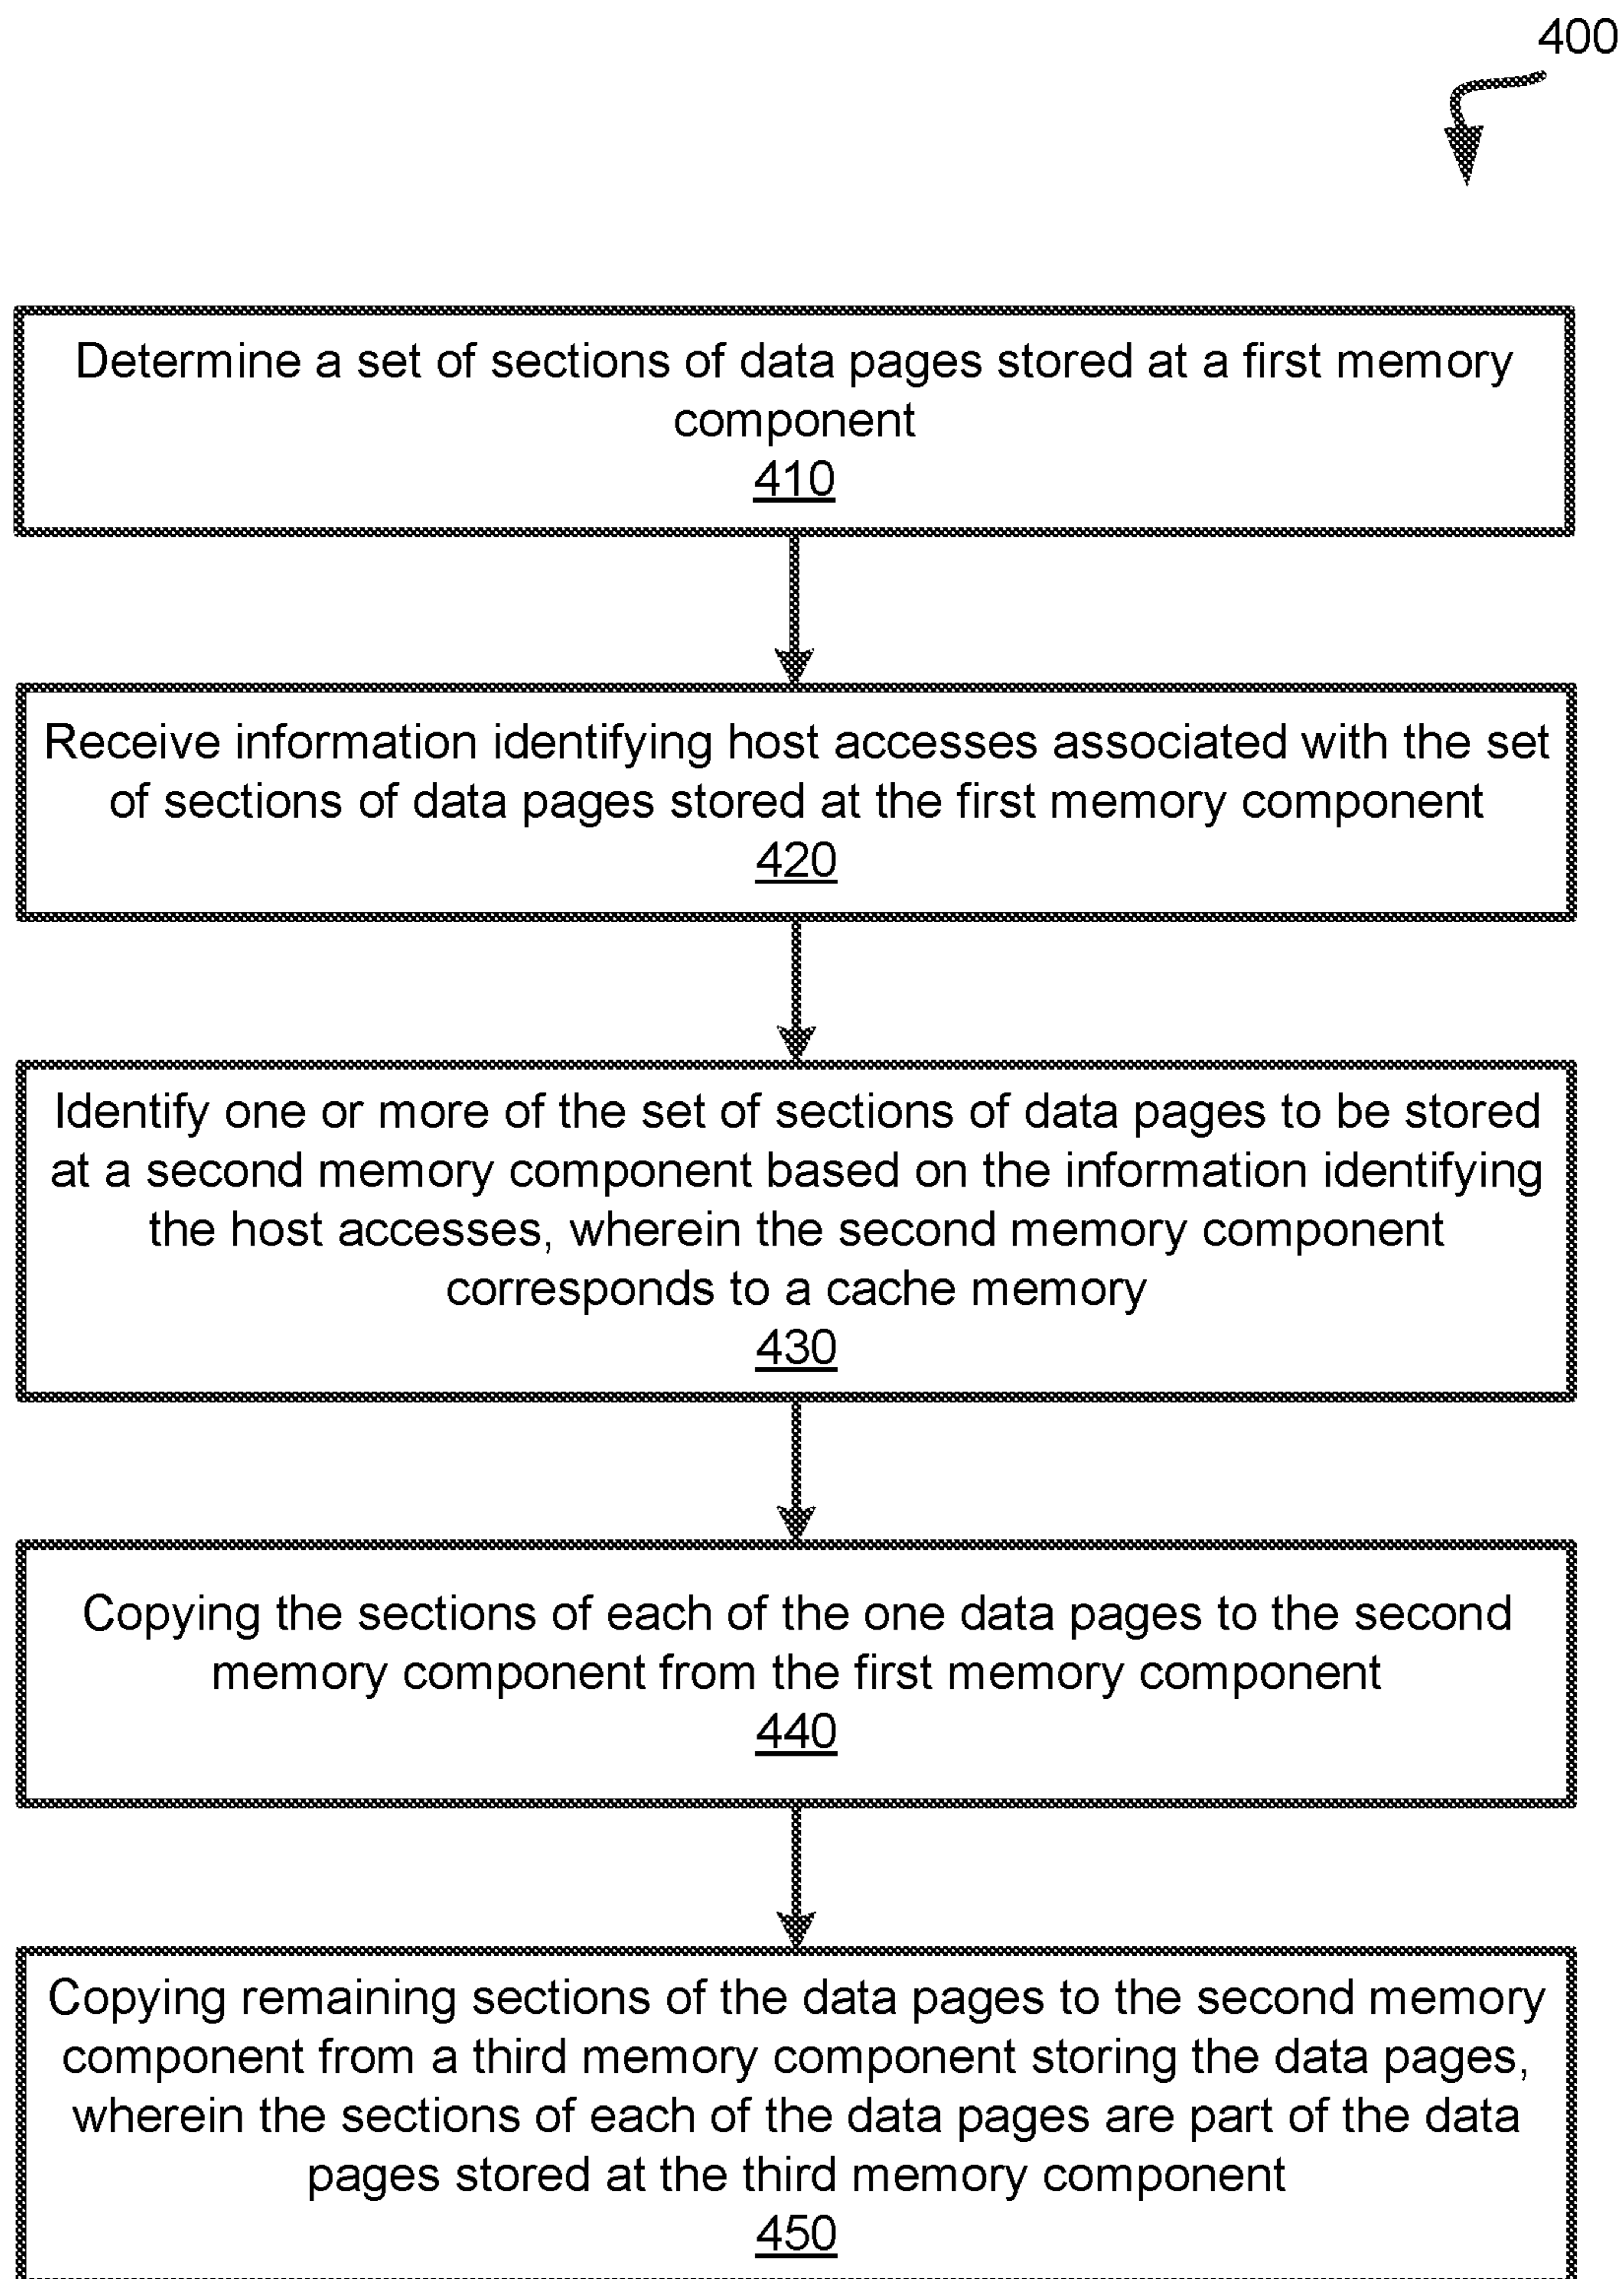 400
Determine a set of sections of data pages stored at a first memory
component
410
Receive information identifying host accesses associated with the set
of sections of data pages stored at the first memory component
420
Identify one or more of the set of sections of data pages to be stored
at a second memory component based on the information identifying
the host accesses, wherein the second memory component
corresponds to a cache memory
430
Copying the sections of each of the one data pages to the second
memory component from the first memory component
440
Copying remaining sections of the data pages to the second memory
component from a third memory component storing the data pages,
wherein the sections of each of the data pages are part of the data
pages stored at the third memory component
450